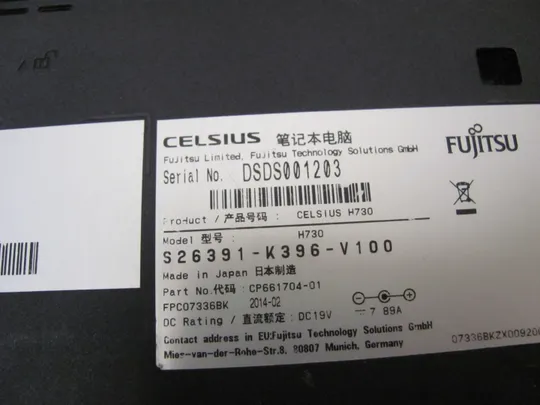 CELSIUS 笔记本电脑
FUJITSU
Fujitsu Limited, Fujitsu Technology Solutions GmbH
Serial No. DSDS001203
Product / 产品号码 : CELSIUS H730
Model 型号 : H730
S26391-K396-V100
Made in Japan 日本制造
Part No.代码 : CP661704-01
FPC07336BK 2014-02
DC Rating / 直流额定 : DC19V 7 89A
Contact address in EU:Fujitsu Technology Solutions GmbH
Mies-van-der-Rohe-Str.8, 80807 Munich, Germany